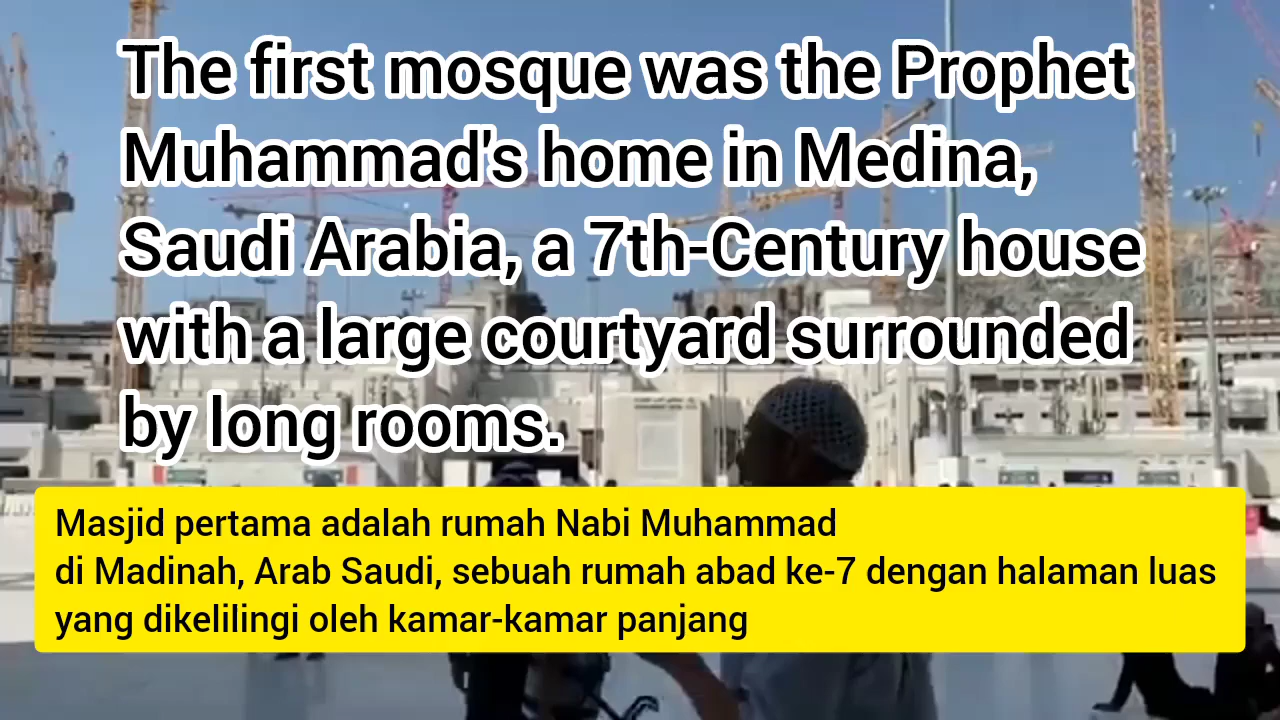 The first mosque was the Prophet
Muhammad's home in Medina,
Saudi Arabia, a 7th-Century house
with a large courtyard surrounded
by long rooms.
Masjid pertama adalah rumah Nabi Muhammad
di Madinah, Arab Saudi, sebuah rumah abad ke-7 dengan halaman luas
yang dikelilingi oleh kamar-kamar panjang